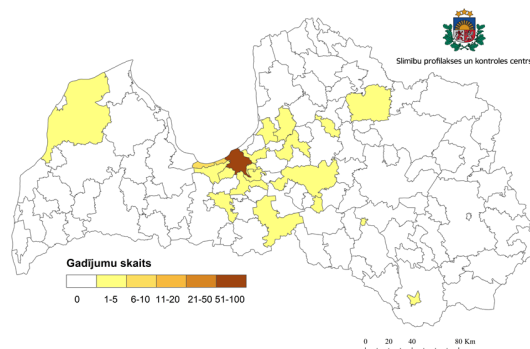 Slimību profilakses un kontroles centrs
Gadījumu skaits
0 1-5 6-10 11-20 21-50 51-100
0 20 40 80 Km